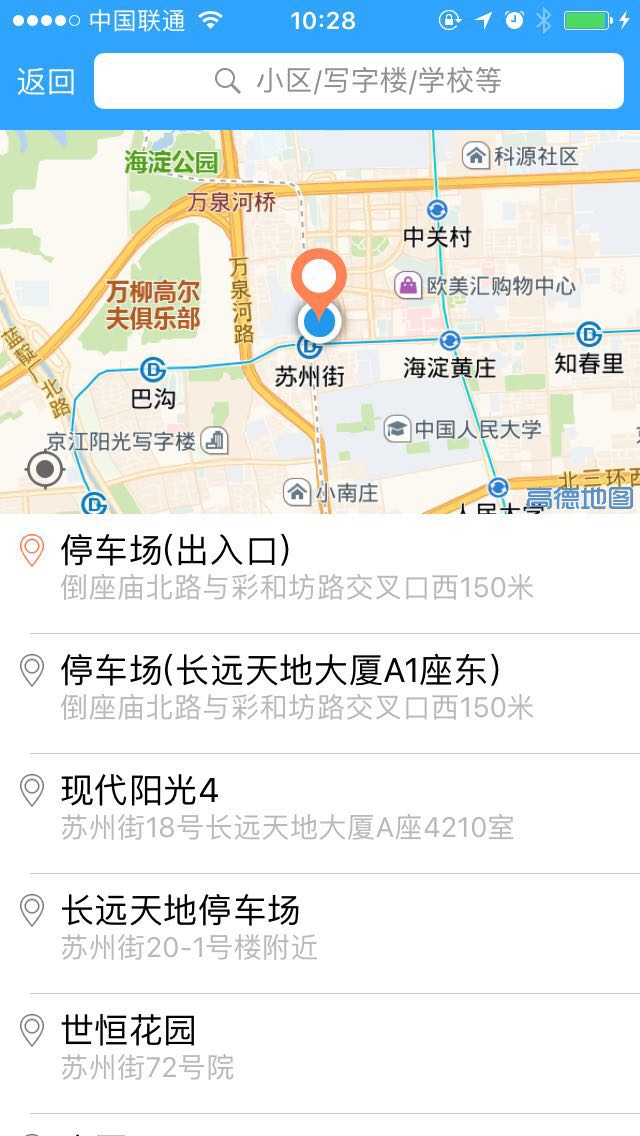 中国联通
10:28
返回
小区/写字楼/学校等
海淀公园
科源社区
万泉河桥
中关村
万泉河路
万柳高尔
夫俱乐部
欧美汇购物中心
蓝靛厂北路
苏州街
海淀黄庄
知春里
巴沟
中国人民大学
京江阳光写字楼
小南庄
北三环西
人民大学
高德地图
停车场(出入口)
倒座庙北路与彩和坊路交叉口西150米
停车场(长远天地大厦A1座东)
倒座庙北路与彩和坊路交叉口西150米
现代阳光4
苏州街18号长远天地大厦A座4210室
长远天地停车场
苏州街20-1号楼附近
世恒花园
苏州街72号院